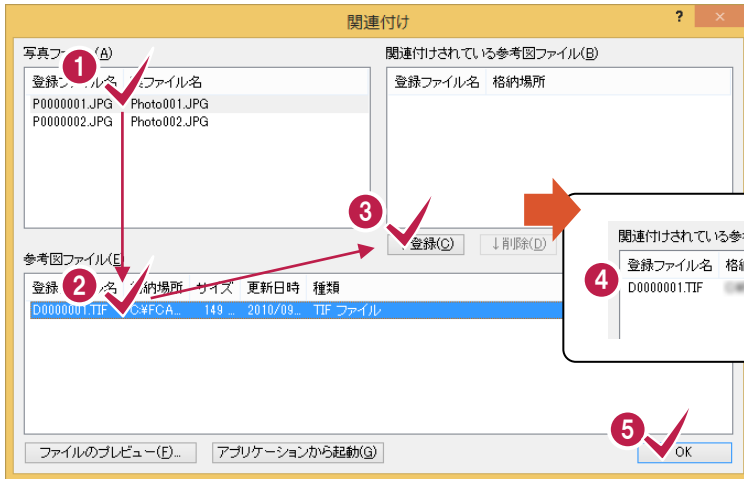 関連付け ? ×
写真フ (A)
関連付けされている参考図ファイル(B)
1
登録フ ル名 ファイル名
登録ファイル名 格納場所
P0000001.JPG Photo001.JPG
P0000002.JPG Photo002.JPG
3
登録(C) ↓削除(D)
参考図ファイル(E
2
登録 名 納場所 サイズ 更新日時 種類
D0000001.TIF C:¥FCA... 149 ... 2010/09... TIF ファイル
関連付けされている参
4
登録ファイル名 格
D0000001.TIF
5
ファイルのプレビュー(F)... アプリケーションから起動(G) OK